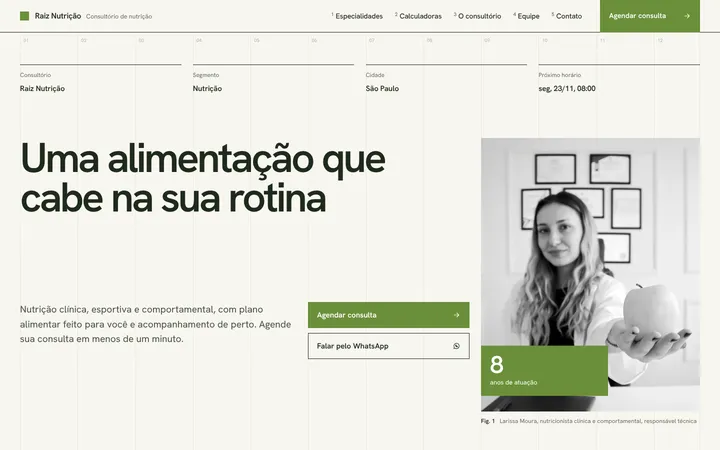 Raiz Nutrição Consultório de nutrição
1 Especialidades 2 Calculadoras 3 O consultório 4 Equipe 5 Contato
Agendar consulta →
01 02 03 04 05 06 07 08 09 10 11 12
Consultório Segmento Cidade Próximo horário
Raiz Nutrição Nutrição São Paulo seg, 23/11, 08:00
Uma alimentação que
cabe na sua rotina
Nutrição clínica, esportiva e comportamental, com plano
alimentar feito para você e acompanhamento de perto. Agende
sua consulta em menos de um minuto.
Agendar consulta →
Falar pelo WhatsApp
8
anos de atuação
Fig. 1 Larissa Moura, nutricionista clínica e comportamental, responsável técnica